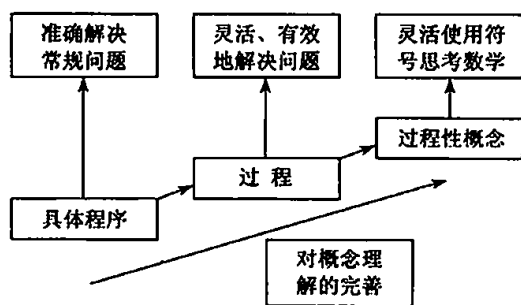 准确解决
常规问题
灵活、有效
地解决问题
灵活使用符
号思考数学
过程性概念
过 程
具体程序
对概念理
解的完善